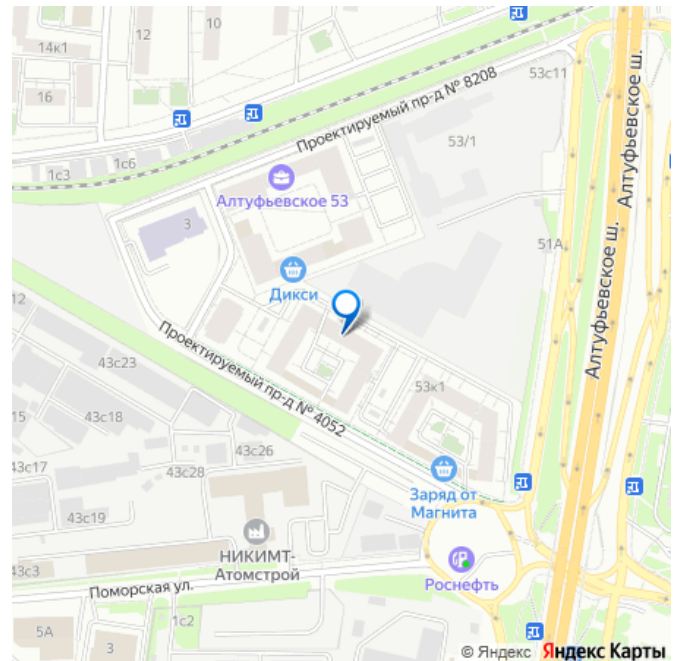 14к1
12
10
16
53с11
Проектируемый пр-д № 8208
Алтуфьевское ш.
53/1
1с6
1с3
Алтуфьевское 53
3
51А
Алтуфьевское ш.
Дикси
12
Проектируемый пр-д № 4052
43с23
53к1
15
43с18
43с26
43с17
43с28
Заряд от
Магнита
43с19
НИКИМТ-
Атомстрой
43с3
Роснефть
Поморская ул.
1с2
5А
3
© Яндекс Яндекс Карты